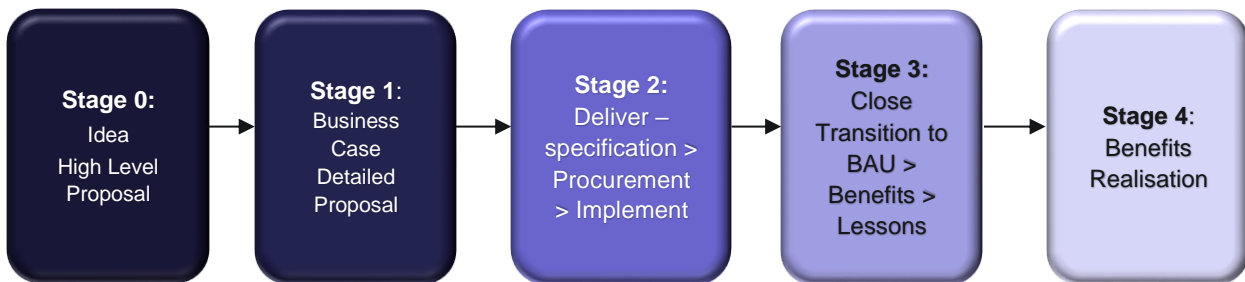 Stage 0:
Idea
High Level
Proposal
Stage 1:
Business
Case
Detailed
Proposal
Stage 2:
Deliver –
specification >
Procurement
> Implement
Stage 3:
Close
Transition to
BAU >
Benefits >
Lessons
Stage 4:
Benefits
Realisation